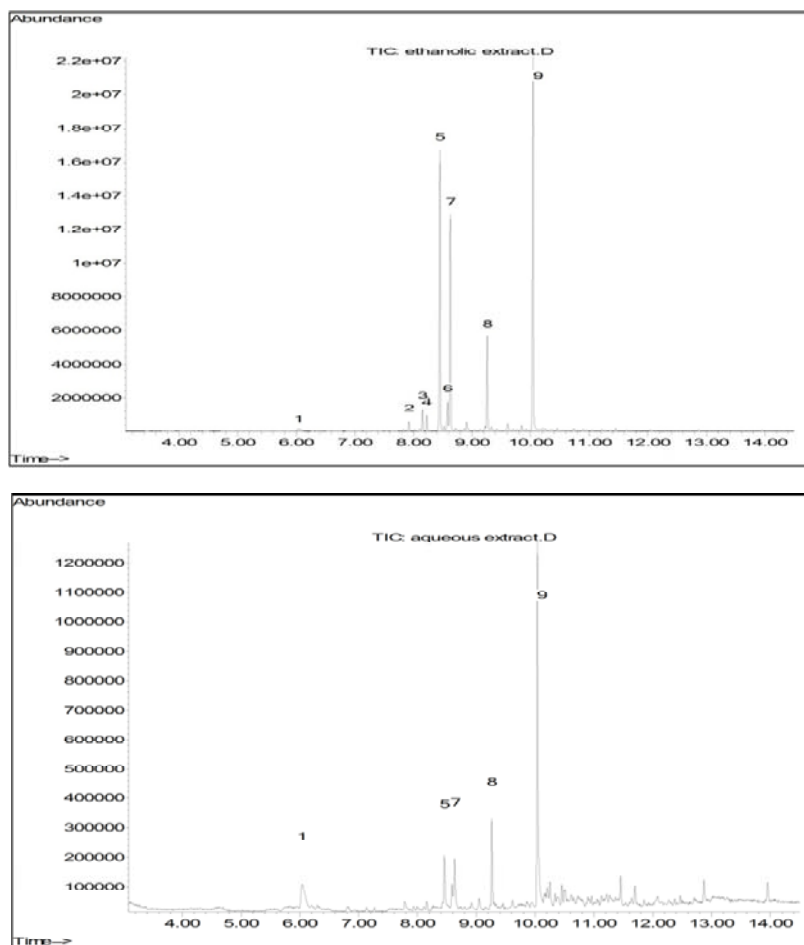 Abundance
TIC: ethanolic extract.D
2.2e+07
2e+07
1.8e+07
1.6e+07
1.4e+07
1.2e+07
1e+07
8000000
6000000
4000000
2000000
1
2
3
4
5
6
7
8
9
4.00 5.00 6.00 7.00 8.00 9.00 10.00 11.00 12.00 13.00 14.00
Time-->
Abundance
TIC: aqueous extract.D
1200000
1100000
1000000
900000
800000
700000
600000
500000
400000
300000
200000
100000
1
5 7
8
9
4.00 5.00 6.00 7.00 8.00 9.00 10.00 11.00 12.00 13.00 14.00
Time-->